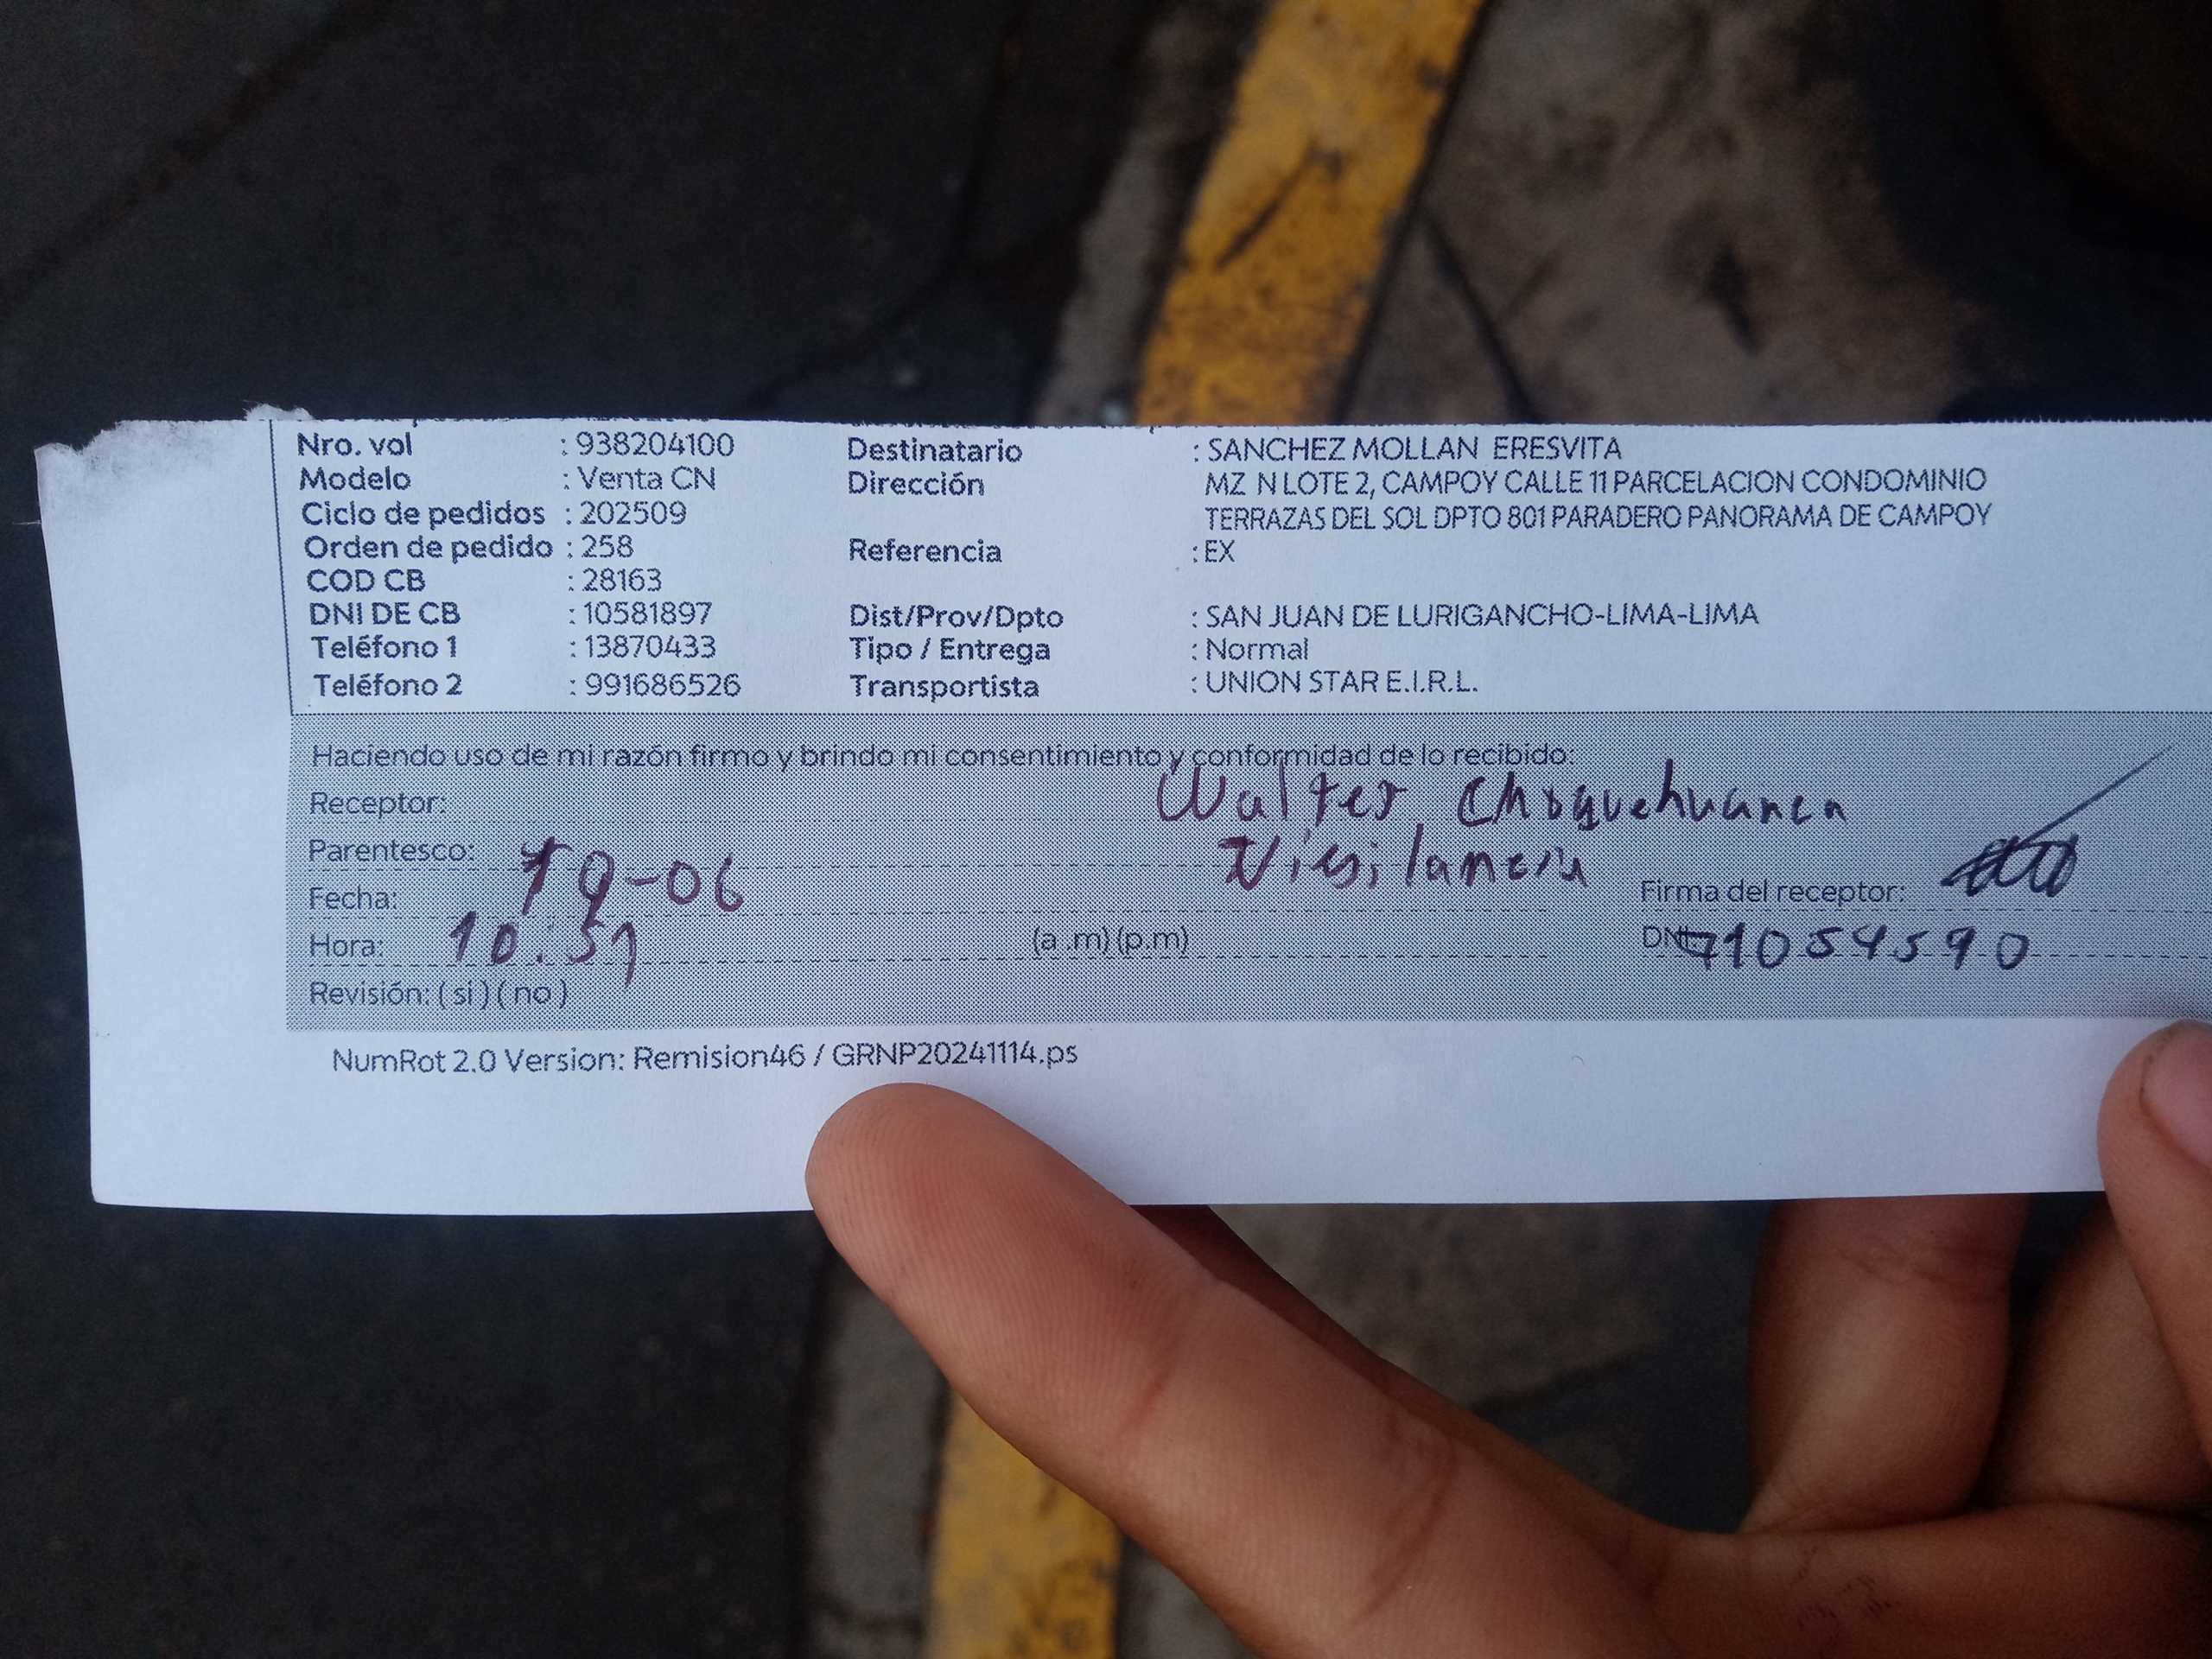 Nro. vol : 938204100
Modelo : Venta CN
Ciclo de pedidos : 202509
Orden de pedido : 258
COD CB : 28163
DNI DE CB : 10581897
Teléfono 1 : 13870433
Teléfono 2 : 991686526
Destinatario : SANCHEZ MOLLAN ERESVITA
Dirección MZ N LOTE 2, CAMPOY CALLE 11 PARCELACION CONDOMINIO
TERRAZAS DEL SOL DPTO 801 PARADERO PANORAMA DE CAMPOY
Referencia : EX
Dist/Prov/Dpto : SAN JUAN DE LURIGANCHO-LIMA-LIMA
Tipo / Entrega : Normal
Transportista : UNION STAR E.I.R.L.
Haciendo uso de mi razón firmo y brindo mi consentimiento y conformidad de lo recibido:
Receptor: Walter Choquehuanca
Parentesco: Vigilancia
Fecha: 19-06
Firma del receptor:
Hora: 10:51 (a .m) (p.m)
DNI 71054590
Revisión: ( si ) ( no )
NumRot 2.0 Version: Remision46 / GRNP20241114.ps